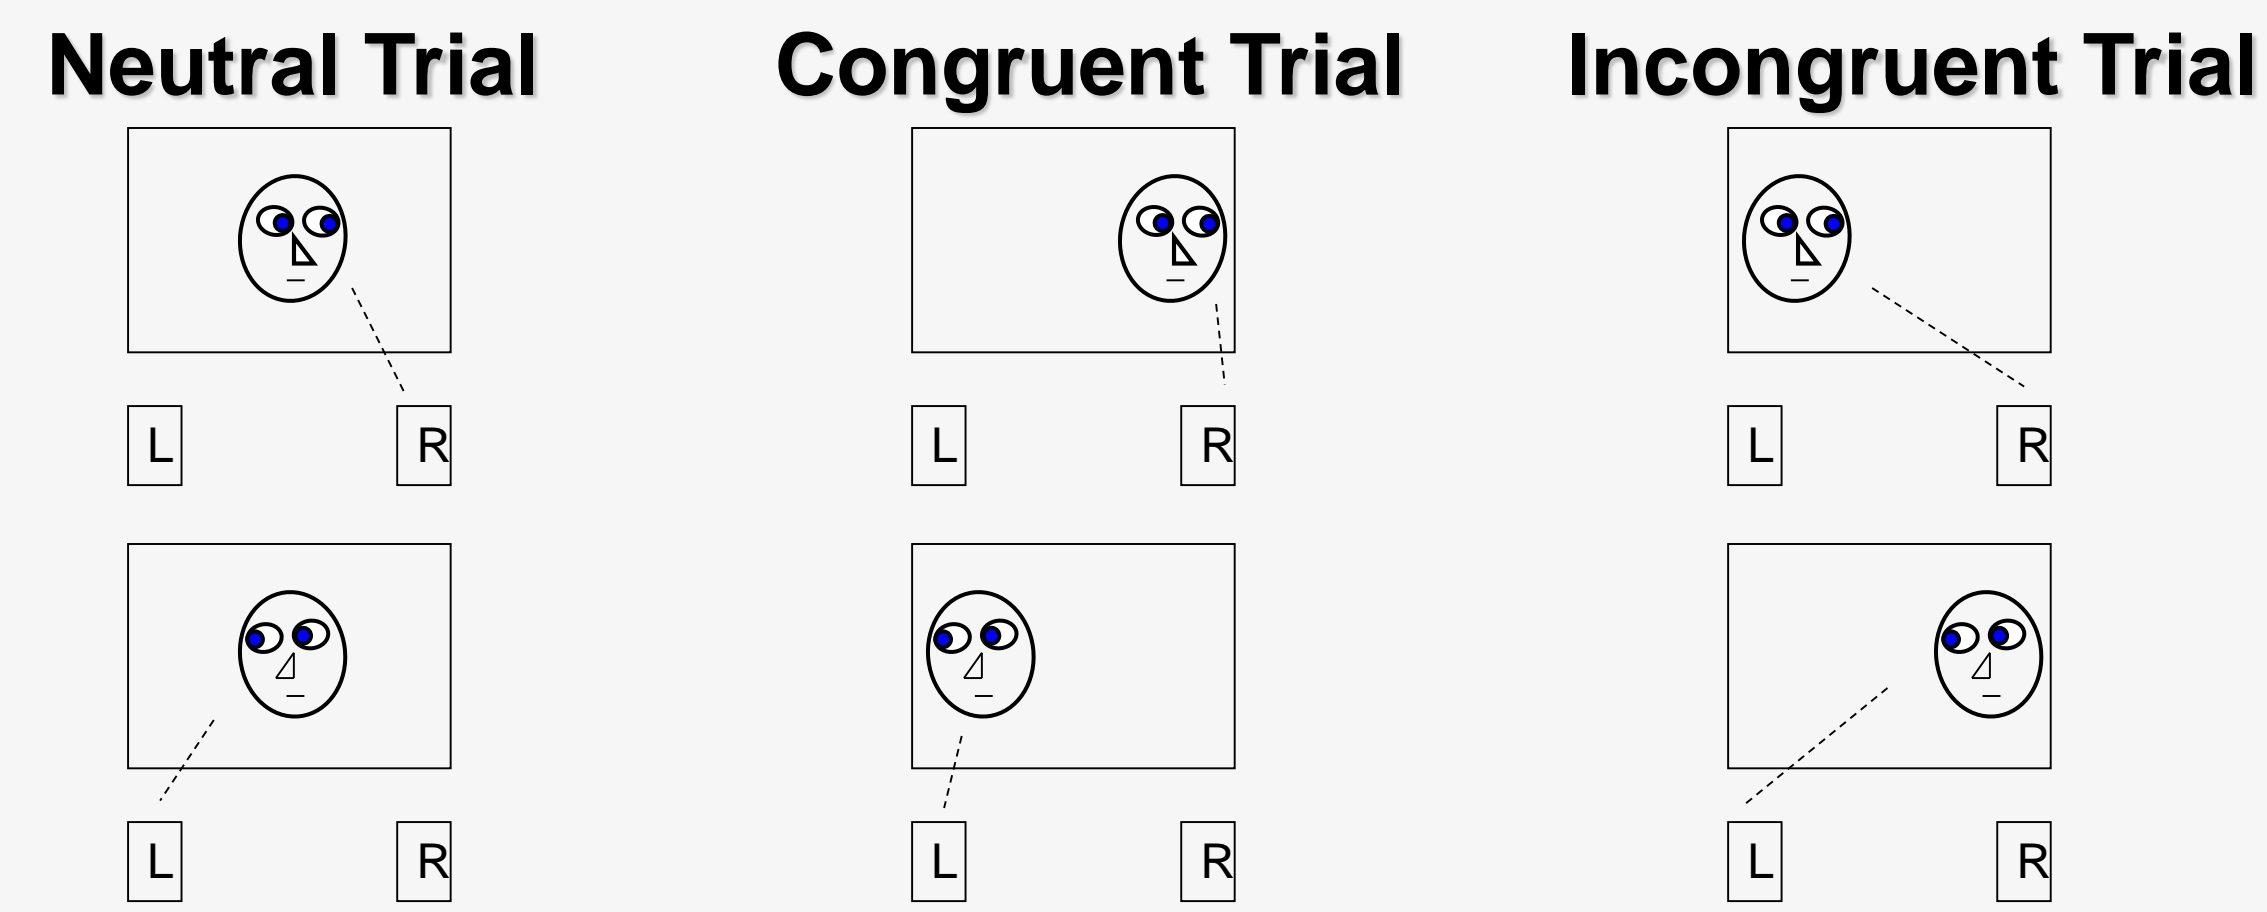 Neutral Trial
Congruent Trial
Incongruent Trial
L R
L R
L R
L R
L R
L R